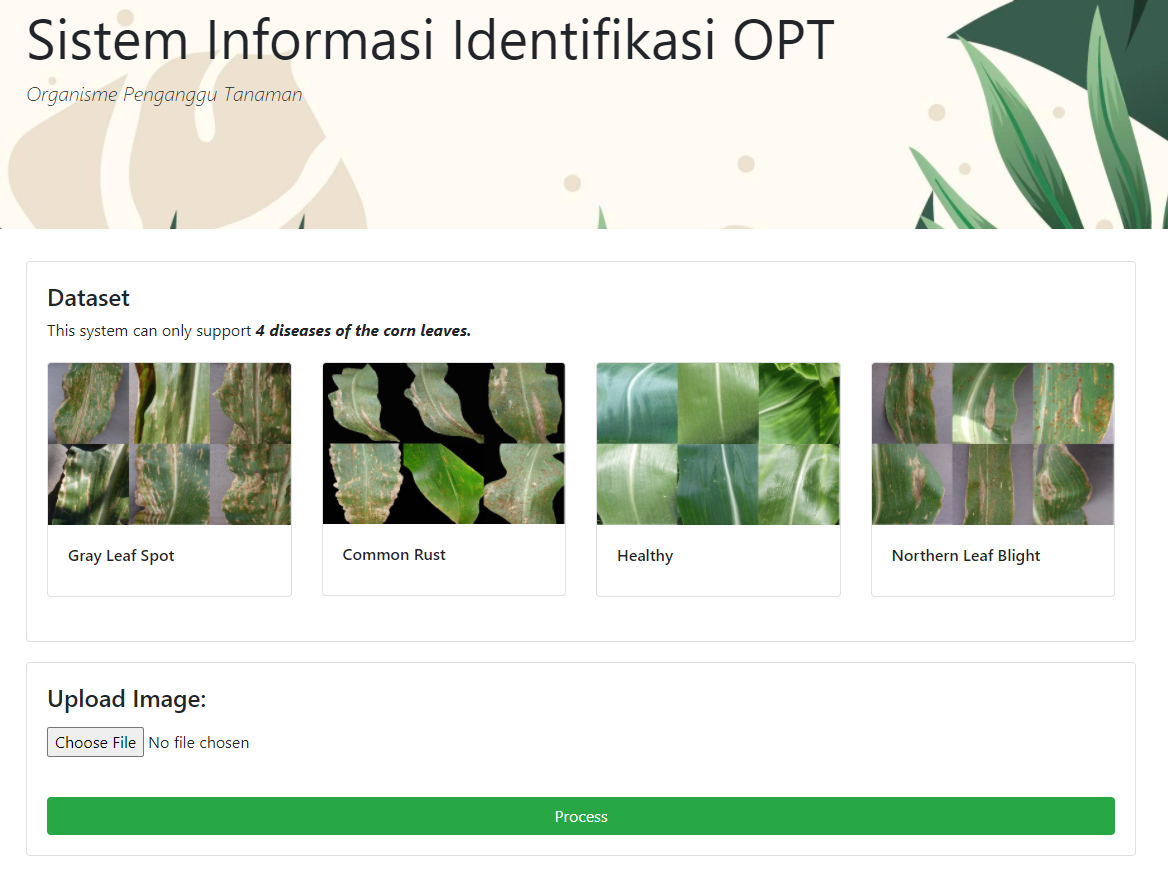 Sistem Informasi Identifikasi OPT
Organisme Penganggu Tanaman
Dataset
This system can only support 4 diseases of the corn leaves.
Gray Leaf Spot
Common Rust
Healthy
Northern Leaf Blight
Upload Image:
Choose File No file chosen
Process